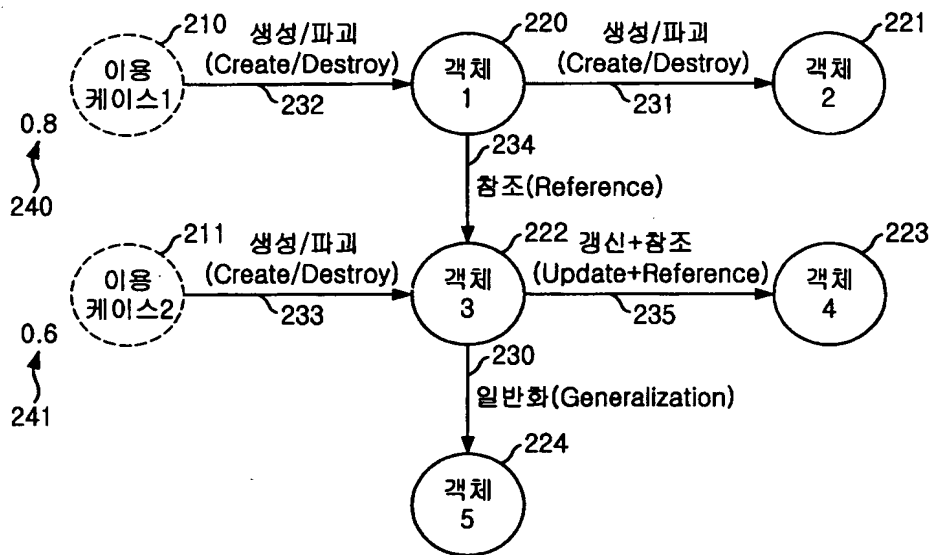 210
이용
케이스1
생성/파괴
(Create/Destroy)
232
220
객체
1
생성/파괴
(Create/Destroy)
231
221
객체
2
0.8
240
234
참조(Reference)
211
이용
케이스2
생성/파괴
(Create/Destroy)
233
222
객체
3
갱신+참조
(Update+Reference)
235
223
객체
4
0.6
241
230
일반화(Generalization)
224
객체
5